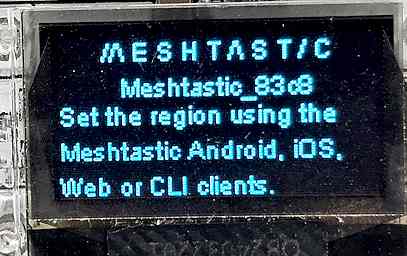 MESHTASTIC
Meshtastic_83c8
Set the region using the
Meshtastic Android, iOS,
Web or CLI clients.